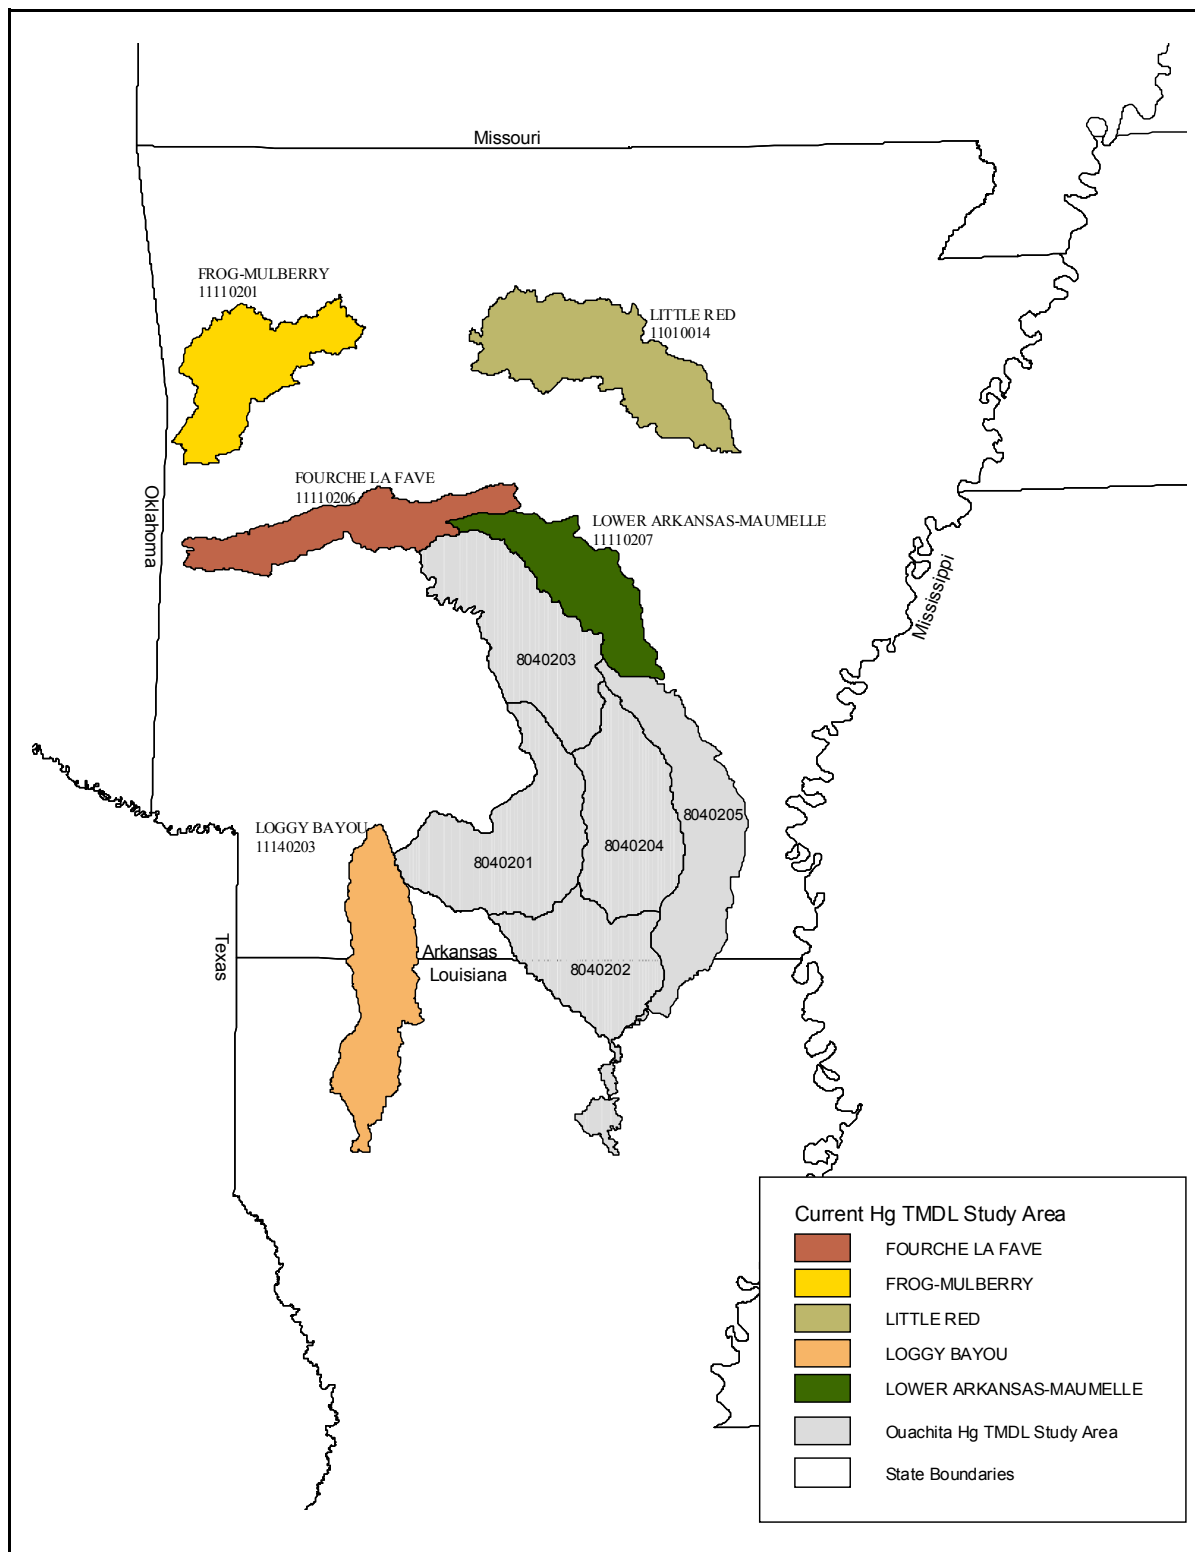 Missouri
FROG-MULBERRY
11110201
LITTLE RED
11010014
FOURCHE LA FAVE
11110206
Oklahoma
LOWER ARKANSAS-MAUMELLE
11110207
Mississippi
8040203
8040205
LOGGY BAYOU
11140203
8040204
8040201
Texas
Arkansas
Louisiana
8040202
Current Hg TMDL Study Area
FOURCHE LA FAVE
FROG-MULBERRY
LITTLE RED
LOGGY BAYOU
LOWER ARKANSAS-MAUMELLE
Ouachita Hg TMDL Study Area
State Boundaries